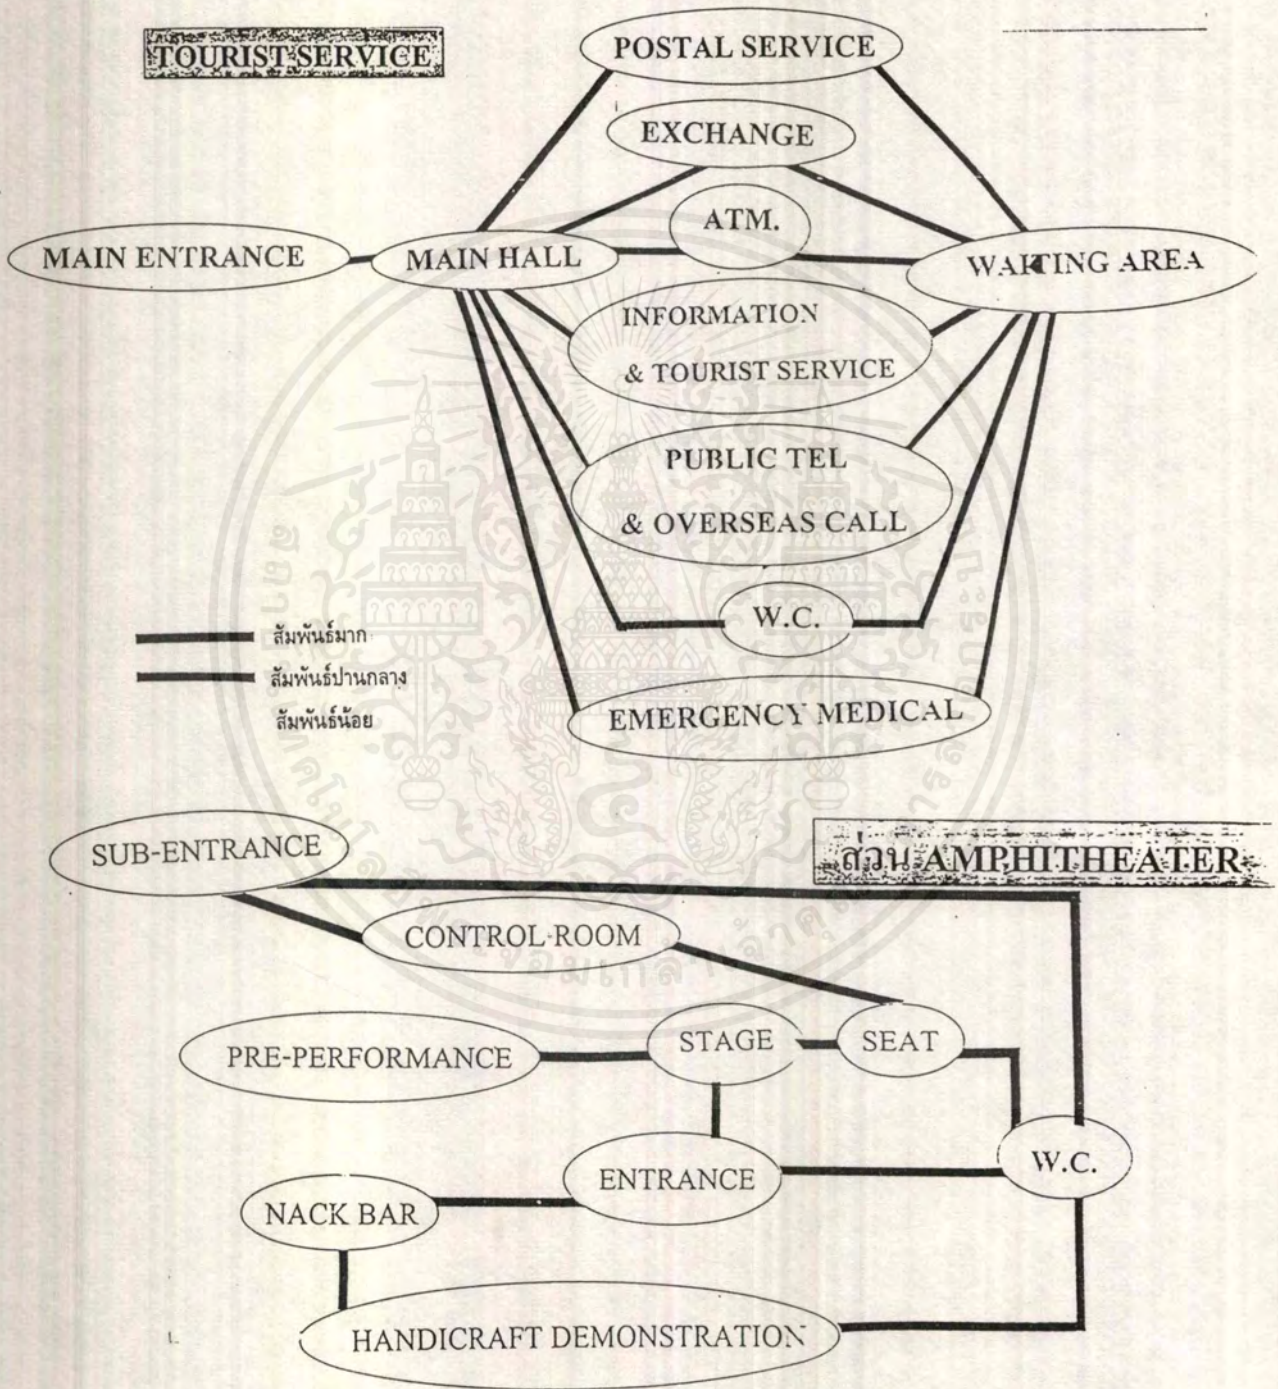 TOURIST SERVICE
POSTAL SERVICE
EXCHANGE
ATM.
MAIN ENTRANCE
MAIN HALL
WAITING AREA
INFORMATION
& TOURIST SERVICE
PUBLIC TEL
& OVERSEAS CALL
W.C.
EMERGENCY MEDICAL
สัมพันธ์มาก
สัมพันธ์ปานกลาง
สัมพันธ์น้อย
SUB-ENTRANCE
ส่วน AMPHITHEATER
CONTROL ROOM
PRE-PERFORMANCE
STAGE
SEAT
ENTRANCE
W.C.
NACK BAR
HANDICRAFT DEMONSTRATION